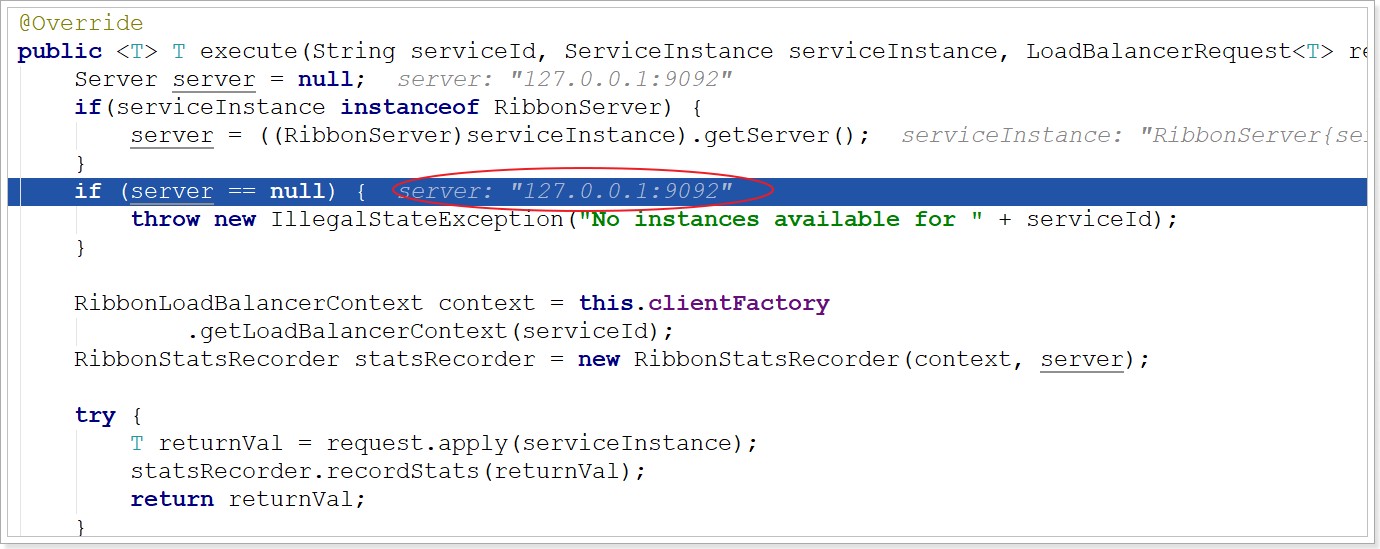 @Override
public <T> T execute(String serviceId, ServiceInstance serviceInstance, LoadBalancerRequest<T> re
    Server server = null;  server: "127.0.0.1:9092"
    if(serviceInstance instanceof RibbonServer) {
        server = ((RibbonServer)serviceInstance).getServer();  serviceInstance: "RibbonServer{se
    }
    if (server == null) {  server: "127.0.0.1:9092"
        throw new IllegalStateException("No instances available for " + serviceId);
    }

    RibbonLoadBalancerContext context = this.clientFactory
            .getLoadBalancerContext(serviceId);
    RibbonStatsRecorder statsRecorder = new RibbonStatsRecorder(context, server);

    try {
        T returnVal = request.apply(serviceInstance);
        statsRecorder.recordStats(returnVal);
        return returnVal;
    }